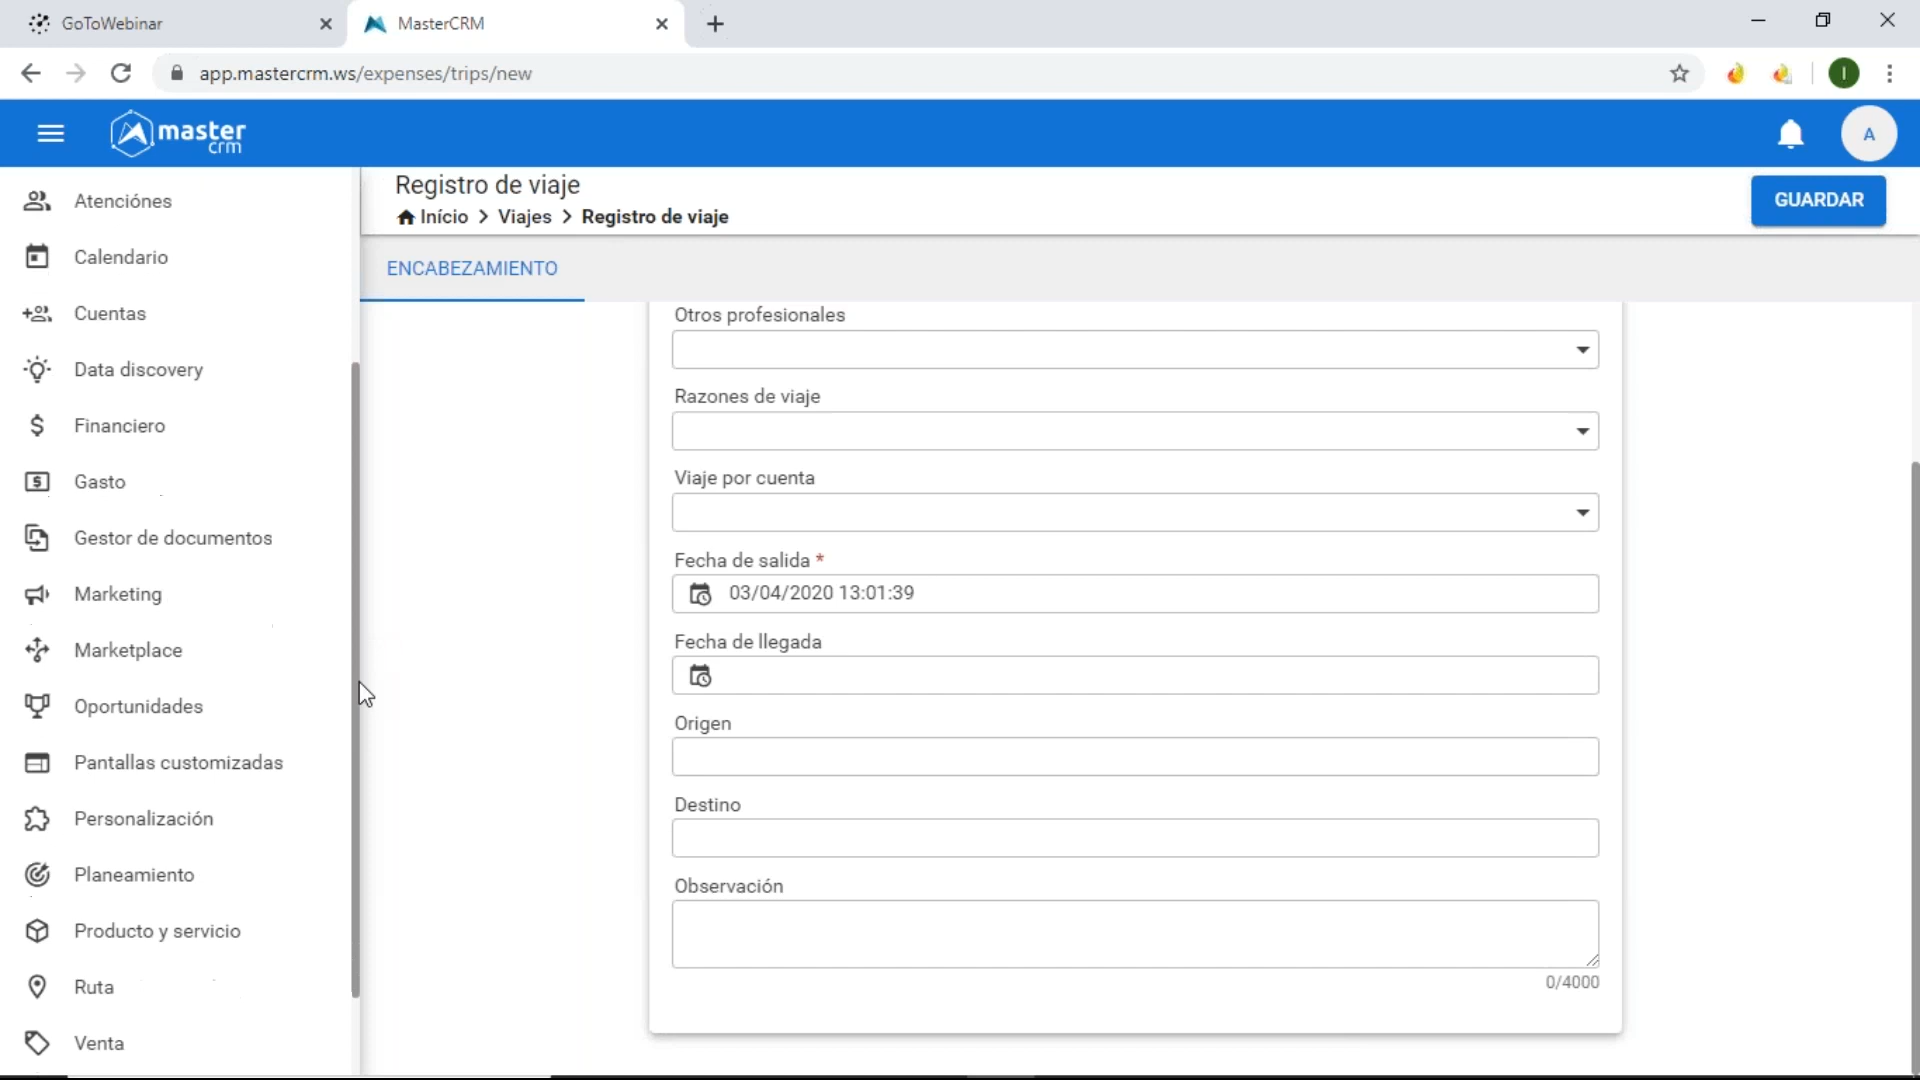 GoToWebinar
MasterCRM
app.mastercrm.ws/expenses/trips/new
I
master
crm
A
Atenciónes
Calendario
Cuentas
Data discovery
Financiero
Gasto
Gestor de documentos
Marketing
Marketplace
Oportunidades
Pantallas customizadas
Personalización
Planeamiento
Producto y servicio
Ruta
Venta
Registro de viaje
Início > Viajes > Registro de viaje
GUARDAR
ENCABEZAMIENTO
Otros profesionales
Razones de viaje
Viaje por cuenta
Fecha de salida *
03/04/2020 13:01:39
Fecha de llegada
Origen
Destino
Observación
0/4000